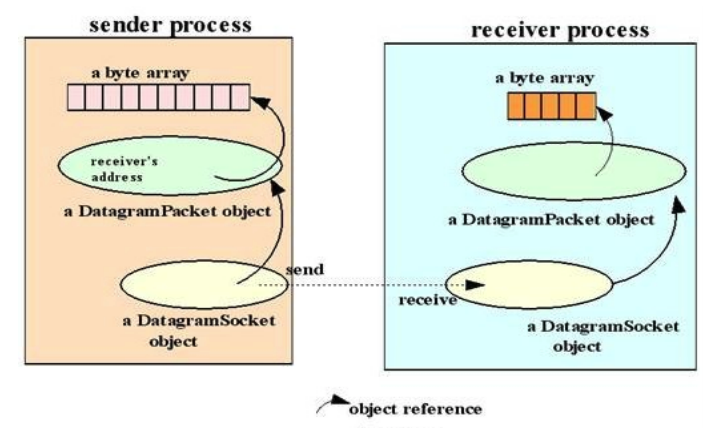 sender process
a byte array
receiver's
address
a DatagramPacket object
send
a DatagramSocket
object
receiver process
a byte array
a DatagramPacket object
receive
a DatagramSocket
object
object reference